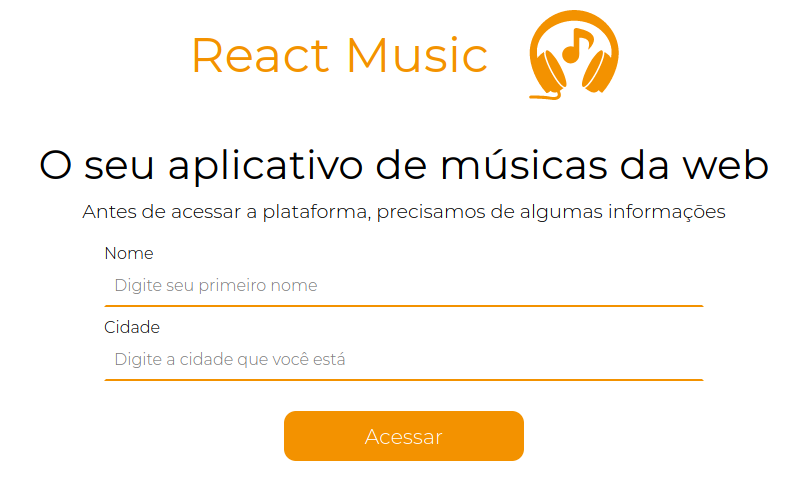 React Music
O seu aplicativo de músicas da web
Antes de acessar a plataforma, precisamos de algumas informações
Nome
Digite seu primeiro nome
Cidade
Digite a cidade que você está
Acessar